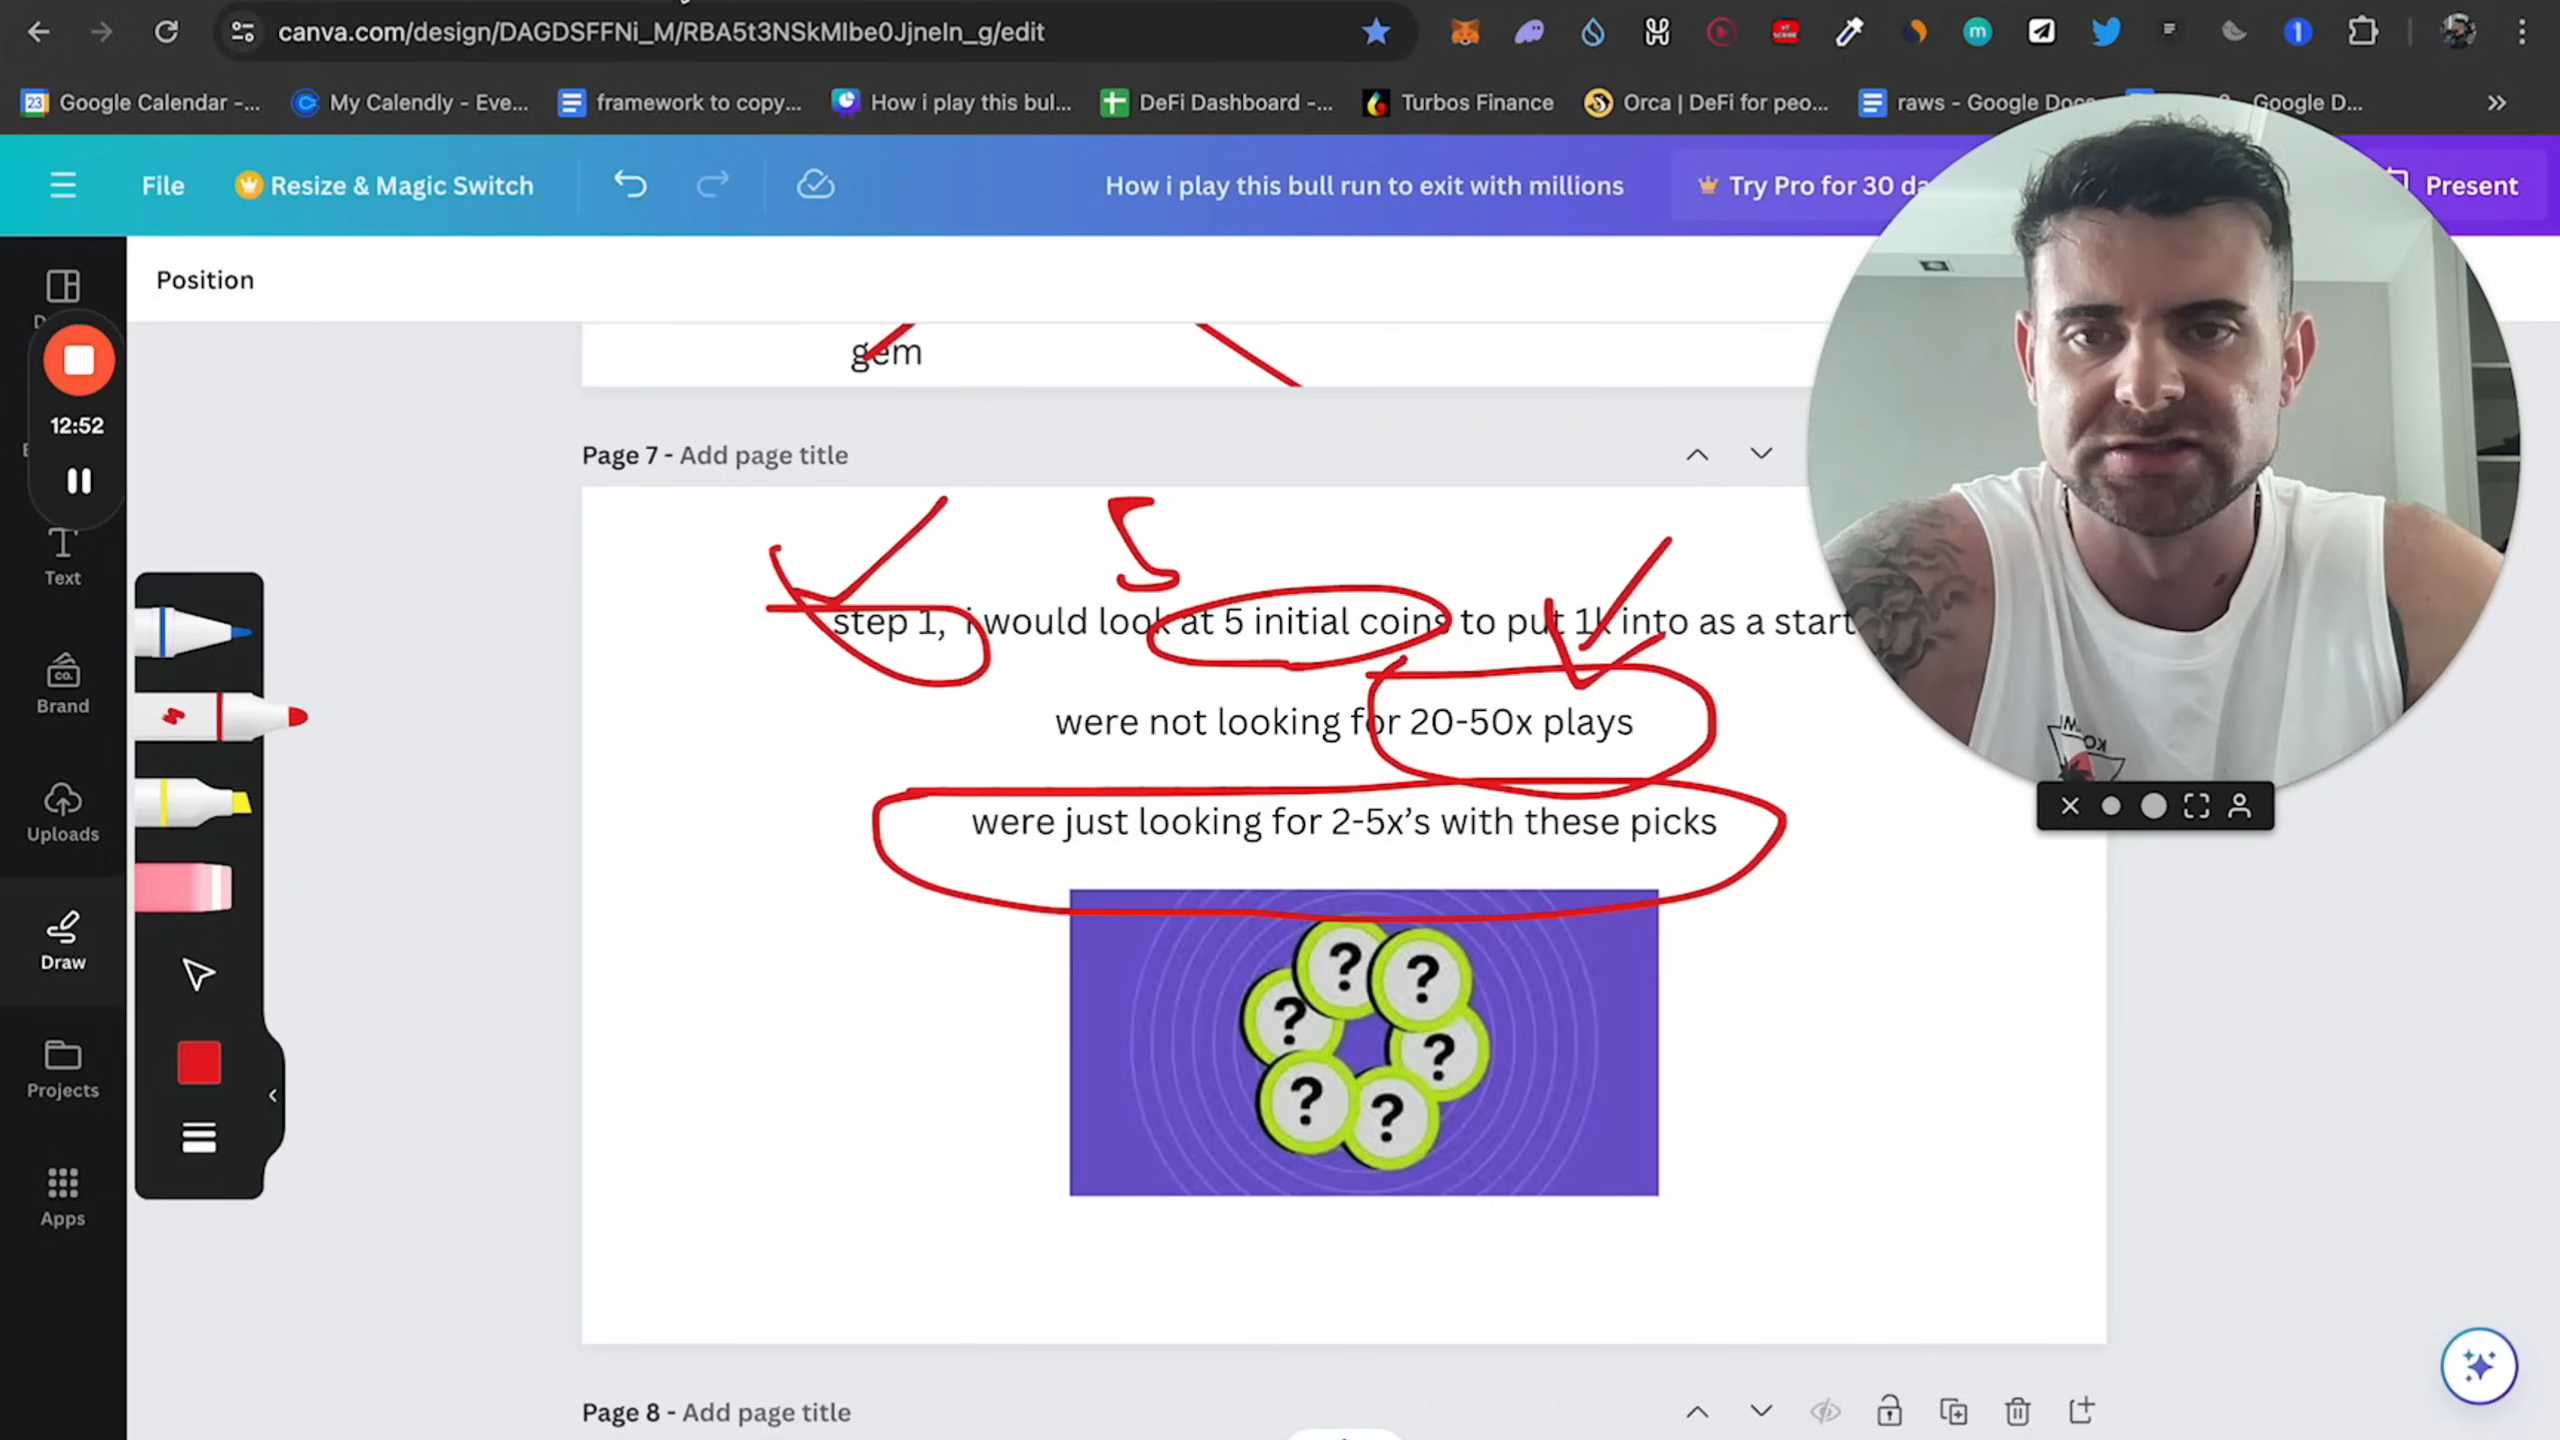 canva.com/design/DAGDSFFNi_M/RBA5t3NSkMIbe0JjneIn_g/edit
Google Calendar -... My Calendly - Eve... framework to copy... How i play this bul... DeFi Dashboard -... Turbos Finance Orca | DeFi for peo... raws - Google Docs Google D...
File Resize & Magic Switch How i play this bull run to exit with millions Try Pro for 30 da Present
Position
gem
12:52
Page 7 - Add page title
5
step 1, i would look at 5 initial coins to put 1k into as a start
were not looking for 20-50x plays
were just looking for 2-5x’s with these picks
? ? ? ? ? ?
Text
Brand
Uploads
Draw
Projects
Apps
Page 8 - Add page title